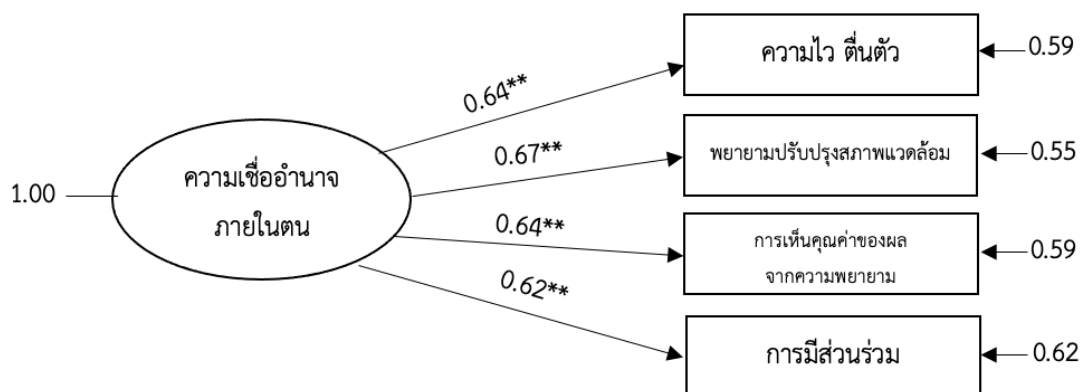 ความไว ตื่นตัว
0.59
0.64**
พยายามปรับปรุงสภาพแวดล้อม
0.55
0.67**
1.00
ความเชื่ออำนาจ
ภายในตน
0.64**
การเห็นคุณค่าของผล
จากความพยายาม
0.59
0.62**
การมีส่วนร่วม
0.62